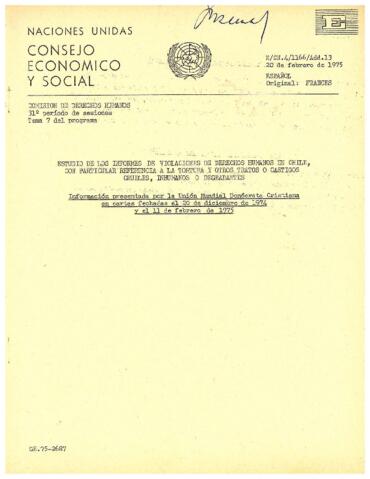 NACIONES UNIDAS
CONSEJO
ECONOMICO
Y SOCIAL
E
E/CN.4/1166/Add.13
20 de febrero de 1975
ESPAÑOL
Original: FRANCES
COMISION DE DERECHOS HUMANOS
31º período de sesiones
Tema 7 del programa
ESTUDIO DE LOS INFORMES DE VIOLACIONES DE DERECHOS HUMANOS EN CHILE,
CON PARTICULAR REFERENCIA A LA TORTURA Y OTROS TRATOS O CASTIGOS
CRUELES, INHUMANOS O DEGRADANTES
Información presentada por la Unión Mundial Demócrata Cristiana
en cartas fechadas el 20 de diciembre de 1974
y el 11 de febrero de 1975
GE.75-2687